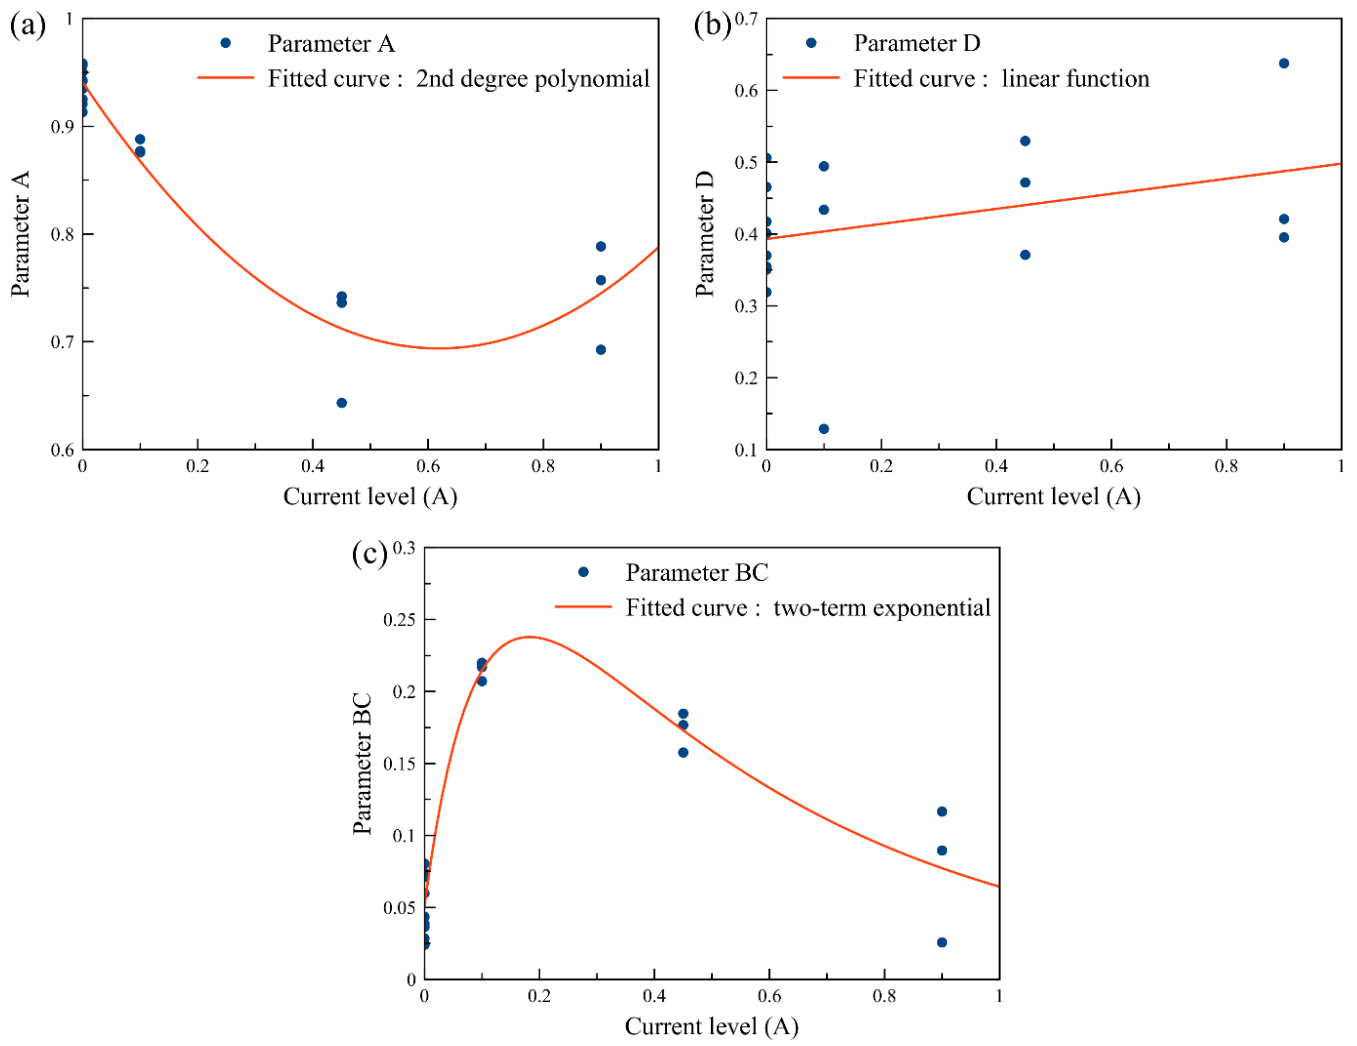 (a)
1
0.9
0.8
0.7
0.6
Parameter A
Parameter A
Fitted curve : 2nd degree polynomial
0 0.2 0.4 0.6 0.8 1
Current level (A)
(b)
0.7
0.6
0.5
0.4
0.3
0.2
0.1
Parameter D
Parameter D
Fitted curve : linear function
0 0.2 0.4 0.6 0.8 1
Current level (A)
(c)
0.3
0.25
0.2
0.15
0.1
0.05
0
Parameter BC
Parameter BC
Fitted curve : two-term exponential
0 0.2 0.4 0.6 0.8 1
Current level (A)